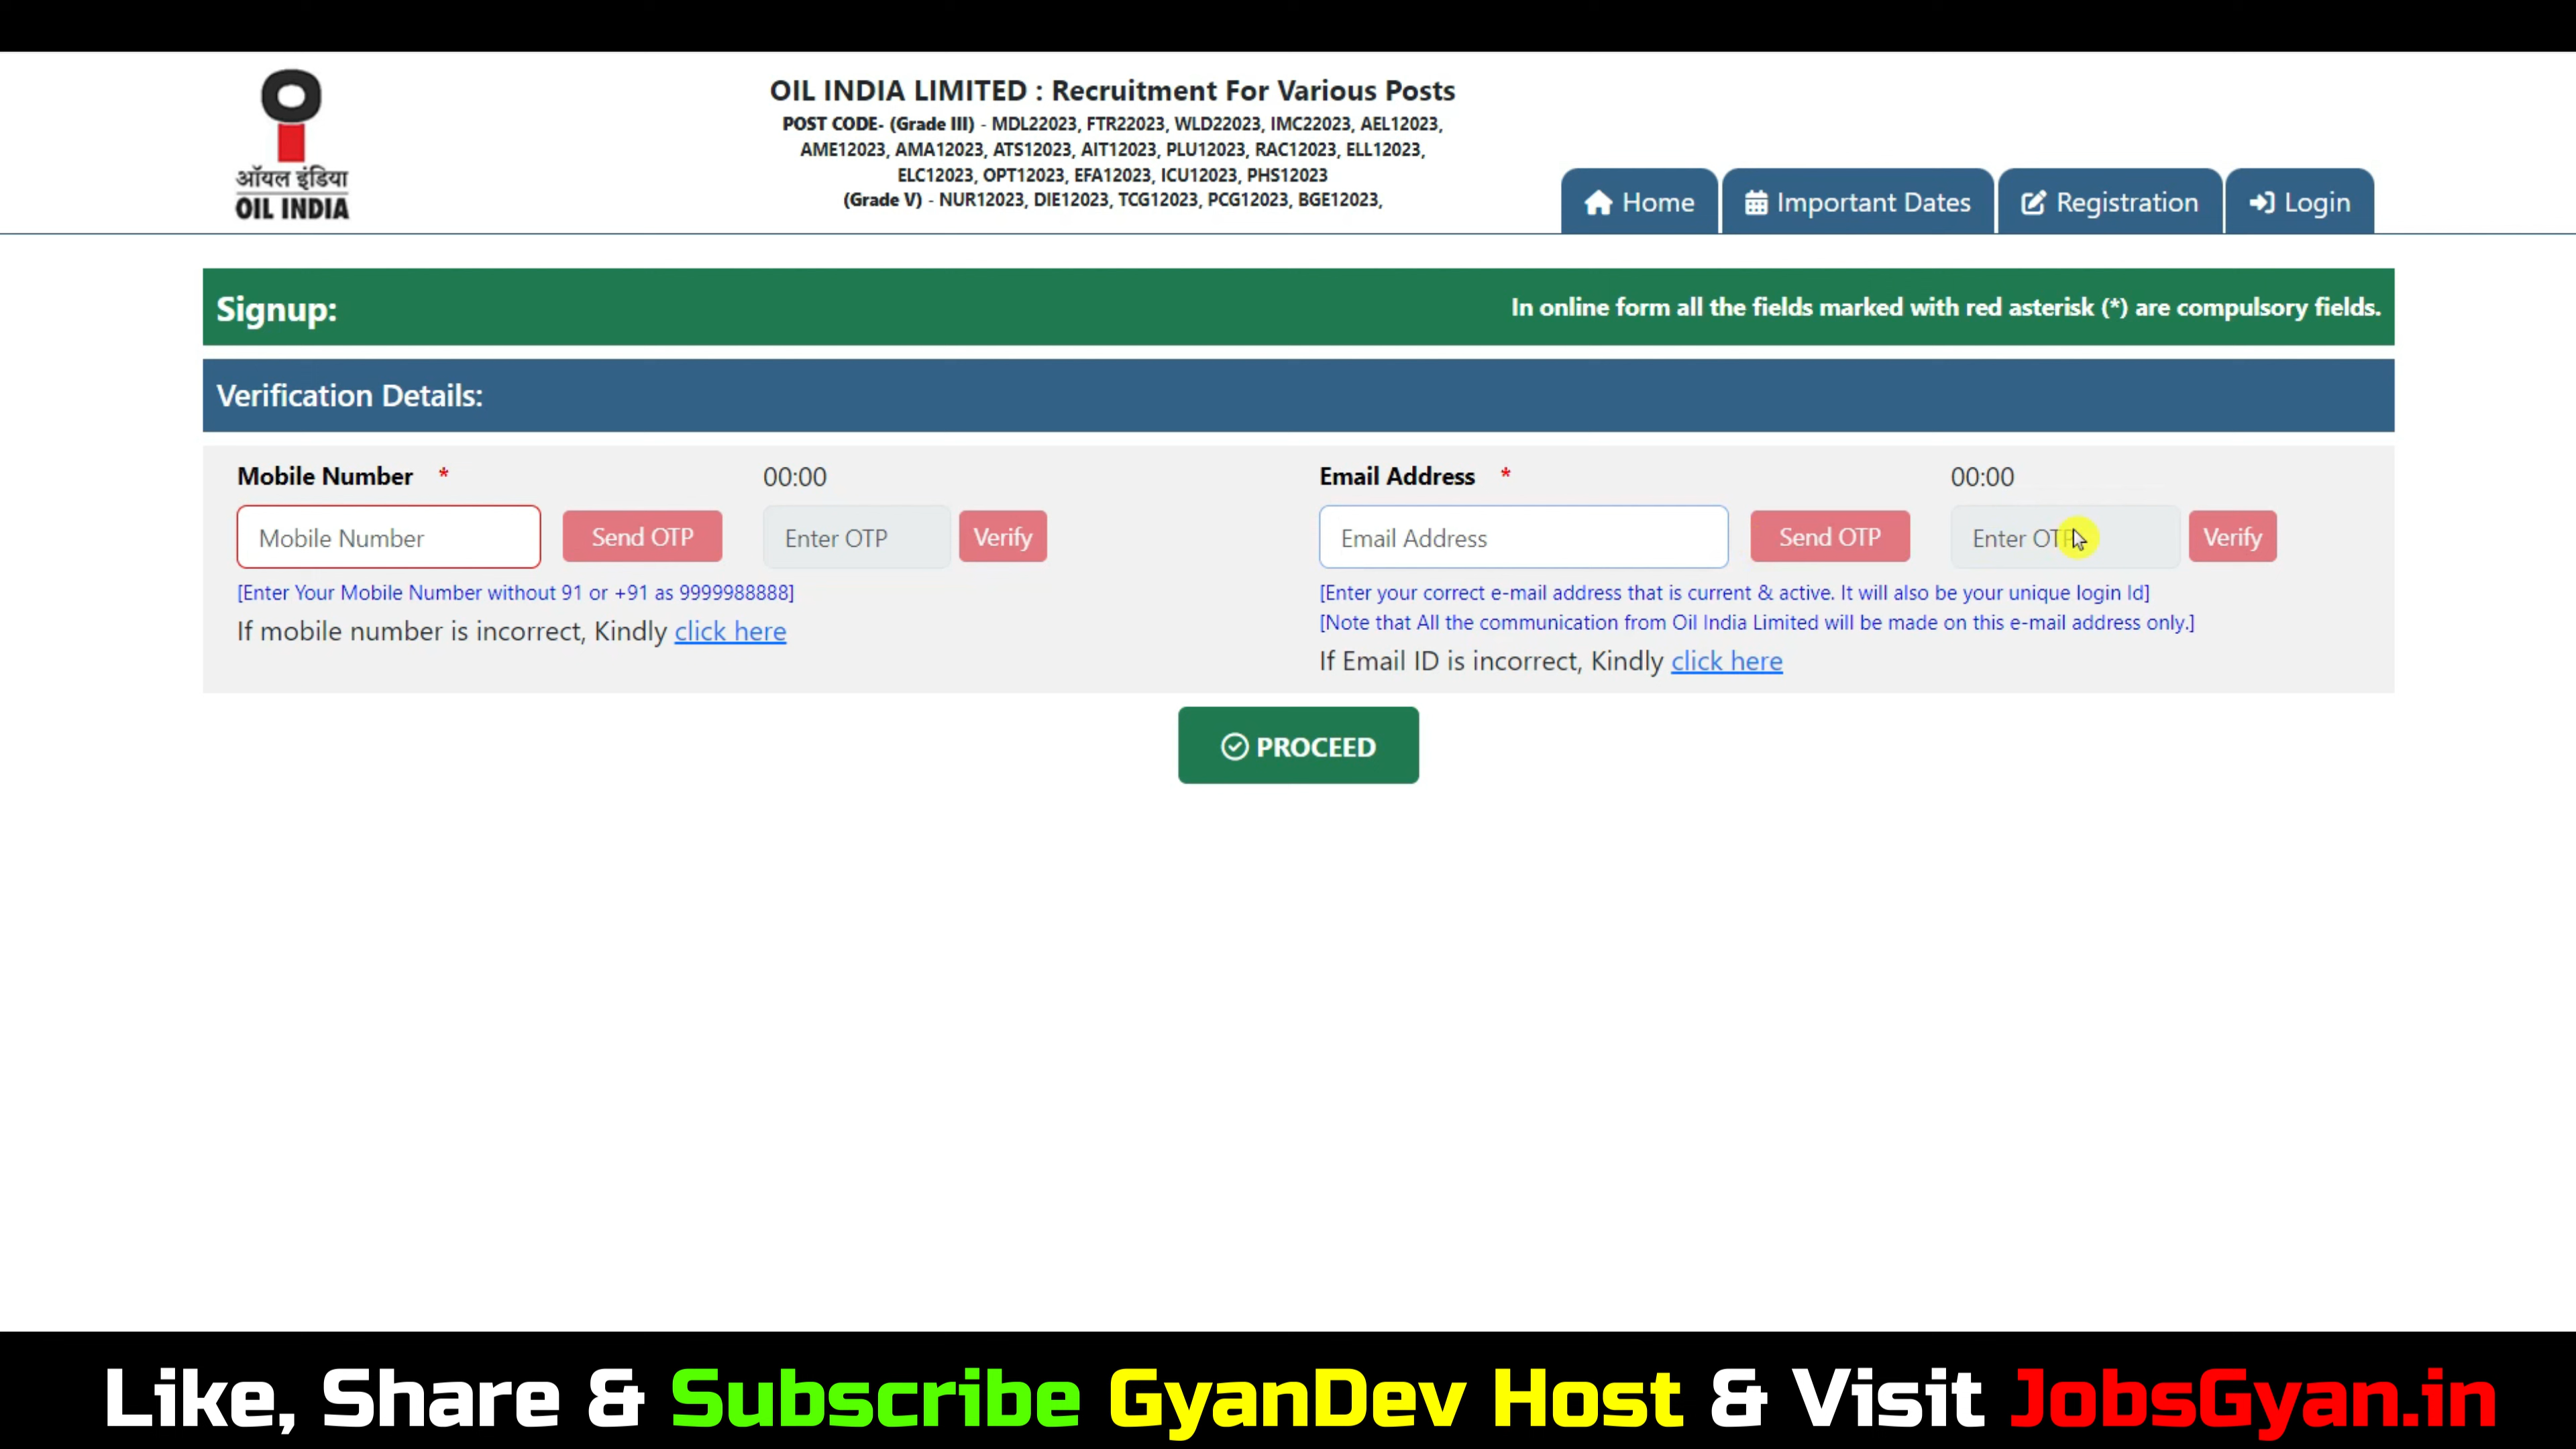 ऑयल इंडिया
OIL INDIA
OIL INDIA LIMITED : Recruitment For Various Posts
POST CODE- (Grade III) - MDL22023, FTR22023, WLD22023, IMC22023, AEL12023,
AME12023, AMA12023, ATS12023, AIT12023, PLU12023, RAC12023, ELL12023,
ELC12023, OPT12023, EFA12023, ICU12023, PHS12023
(Grade V) - NUR12023, DIE12023, TCG12023, PCG12023, BGE12023,
Home Important Dates Registration Login
Signup: In online form all the fields marked with red asterisk (*) are compulsory fields.
Verification Details:
Mobile Number * 00:00
Mobile Number Send OTP Enter OTP Verify
[Enter Your Mobile Number without 91 or +91 as 9999988888]
If mobile number is incorrect, Kindly click here
Email Address * 00:00
Email Address Send OTP Enter OTP Verify
[Enter your correct e-mail address that is current & active. It will also be your unique login Id]
[Note that All the communication from Oil India Limited will be made on this e-mail address only.]
If Email ID is incorrect, Kindly click here
PROCEED
Like, Share & Subscribe GyanDev Host & Visit JobsGyan.in